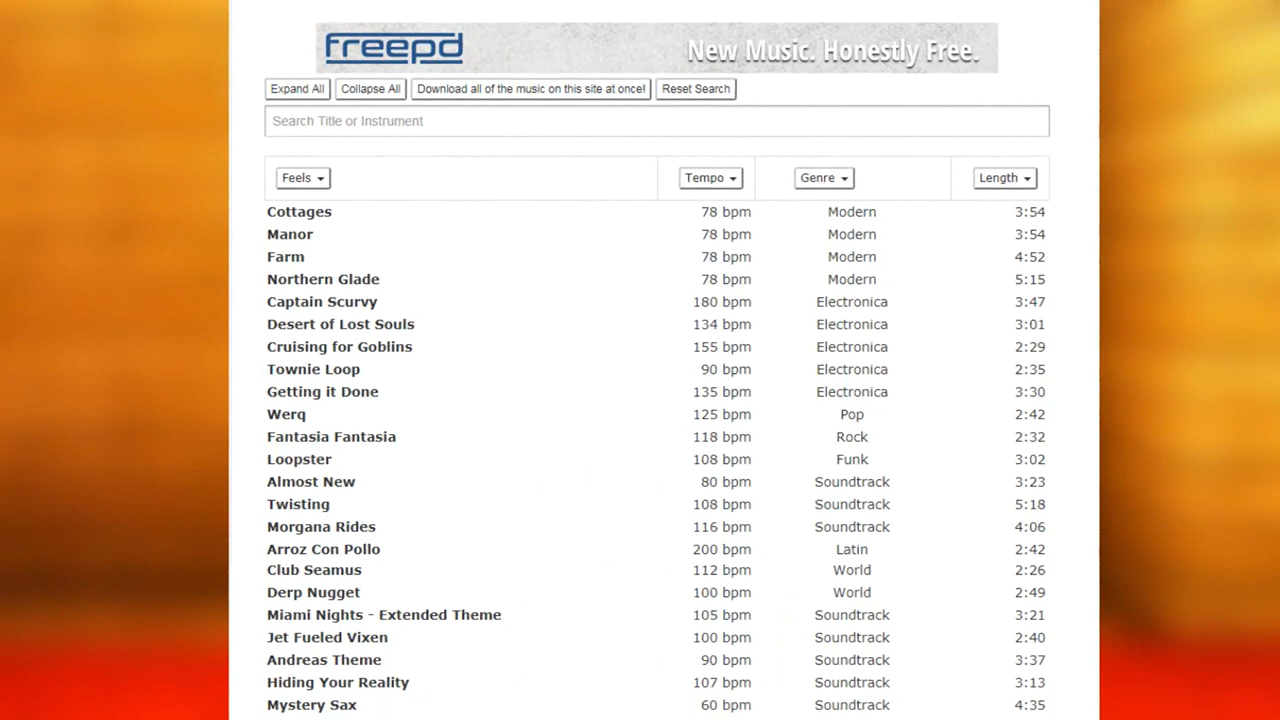 freepd New Music. Honestly Free.
Expand All Collapse All Download all of the music on this site at once! Reset Search
Search Title or Instrument
Feels Tempo Genre Length
Cottages 78 bpm Modern 3:54
Manor 78 bpm Modern 3:54
Farm 78 bpm Modern 4:52
Northern Glade 78 bpm Modern 5:15
Captain Scurvy 180 bpm Electronica 3:47
Desert of Lost Souls 134 bpm Electronica 3:01
Cruising for Goblins 155 bpm Electronica 2:29
Townie Loop 90 bpm Electronica 2:35
Getting it Done 135 bpm Electronica 3:30
Werq 125 bpm Pop 2:42
Fantasia Fantasia 118 bpm Rock 2:32
Loopster 108 bpm Funk 3:02
Almost New 80 bpm Soundtrack 3:23
Twisting 108 bpm Soundtrack 5:18
Morgana Rides 116 bpm Soundtrack 4:06
Arroz Con Pollo 200 bpm Latin 2:42
Club Seamus 112 bpm World 2:26
Derp Nugget 100 bpm World 2:49
Miami Nights - Extended Theme 105 bpm Soundtrack 3:21
Jet Fueled Vixen 100 bpm Soundtrack 2:40
Andreas Theme 90 bpm Soundtrack 3:37
Hiding Your Reality 107 bpm Soundtrack 3:13
Mystery Sax 60 bpm Soundtrack 4:35